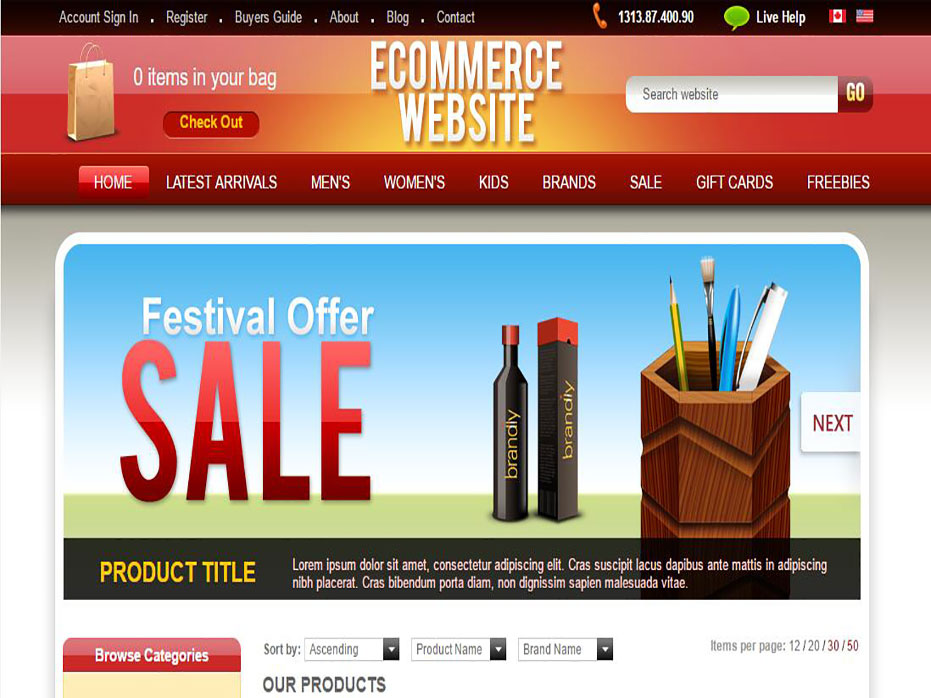 Account Sign In . Register . Buyers Guide . About . Blog . Contact
1313.87.400.90
Live Help
0 items in your bag
Check Out
ECOMMERCE
WEBSITE
Search website
GO
HOME LATEST ARRIVALS MEN'S WOMEN'S KIDS BRANDS SALE GIFT CARDS FREEBIES
Festival Offer
SALE
brandiy
brandiy
NEXT
PRODUCT TITLE
Lorem ipsum dolor sit amet, consectetur adipiscing elit. Cras suscipit lacus dapibus ante mattis in adipiscing
nibh placerat. Cras bibendum porta diam, non dignissim sapien malesuada vitae.
Browse Categories
Sort by: Ascending Product Name Brand Name
Items per page: 12 / 20 / 30 / 50
OUR PRODUCTS